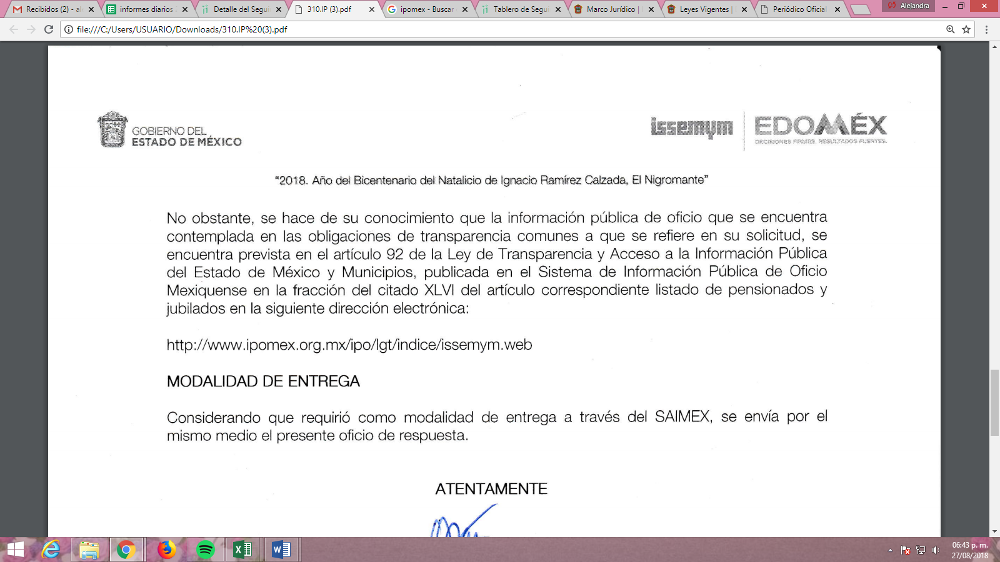 Recibidos (2) - al
informes diarios
Detalle del Segui
310.IP (3).pdf
ipomex - Buscar
Tablero de Segui
Marco Jurídico |
Leyes Vigentes |
Periódico Oficial
Alejandra
file:///C:/Users/USUARIO/Downloads/310.IP%20(3).pdf
GOBIERNO DEL
ESTADO DE MÉXICO
issemym
EDOMÉX
DECISIONES FIRMES, RESULTADOS FUERTES.
“2018. Año del Bicentenario del Natalicio de Ignacio Ramírez Calzada, El Nigromante”
No obstante, se hace de su conocimiento que la información pública de oficio que se encuentra
contemplada en las obligaciones de transparencia comunes a que se refiere en su solicitud, se
encuentra prevista en el artículo 92 de la Ley de Transparencia y Acceso a la Información Pública
del Estado de México y Municipios, publicada en el Sistema de Información Pública de Oficio
Mexiquense en la fracción del citado XLVI del artículo correspondiente listado de pensionados y
jubilados en la siguiente dirección electrónica:
http://www.ipomex.org.mx/ipo/lgt/indice/issemym.web
MODALIDAD DE ENTREGA
Considerando que requirió como modalidad de entrega a través del SAIMEX, se envía por el
mismo medio el presente oficio de respuesta.
ATENTAMENTE
06:43 p. m.
27/08/2018